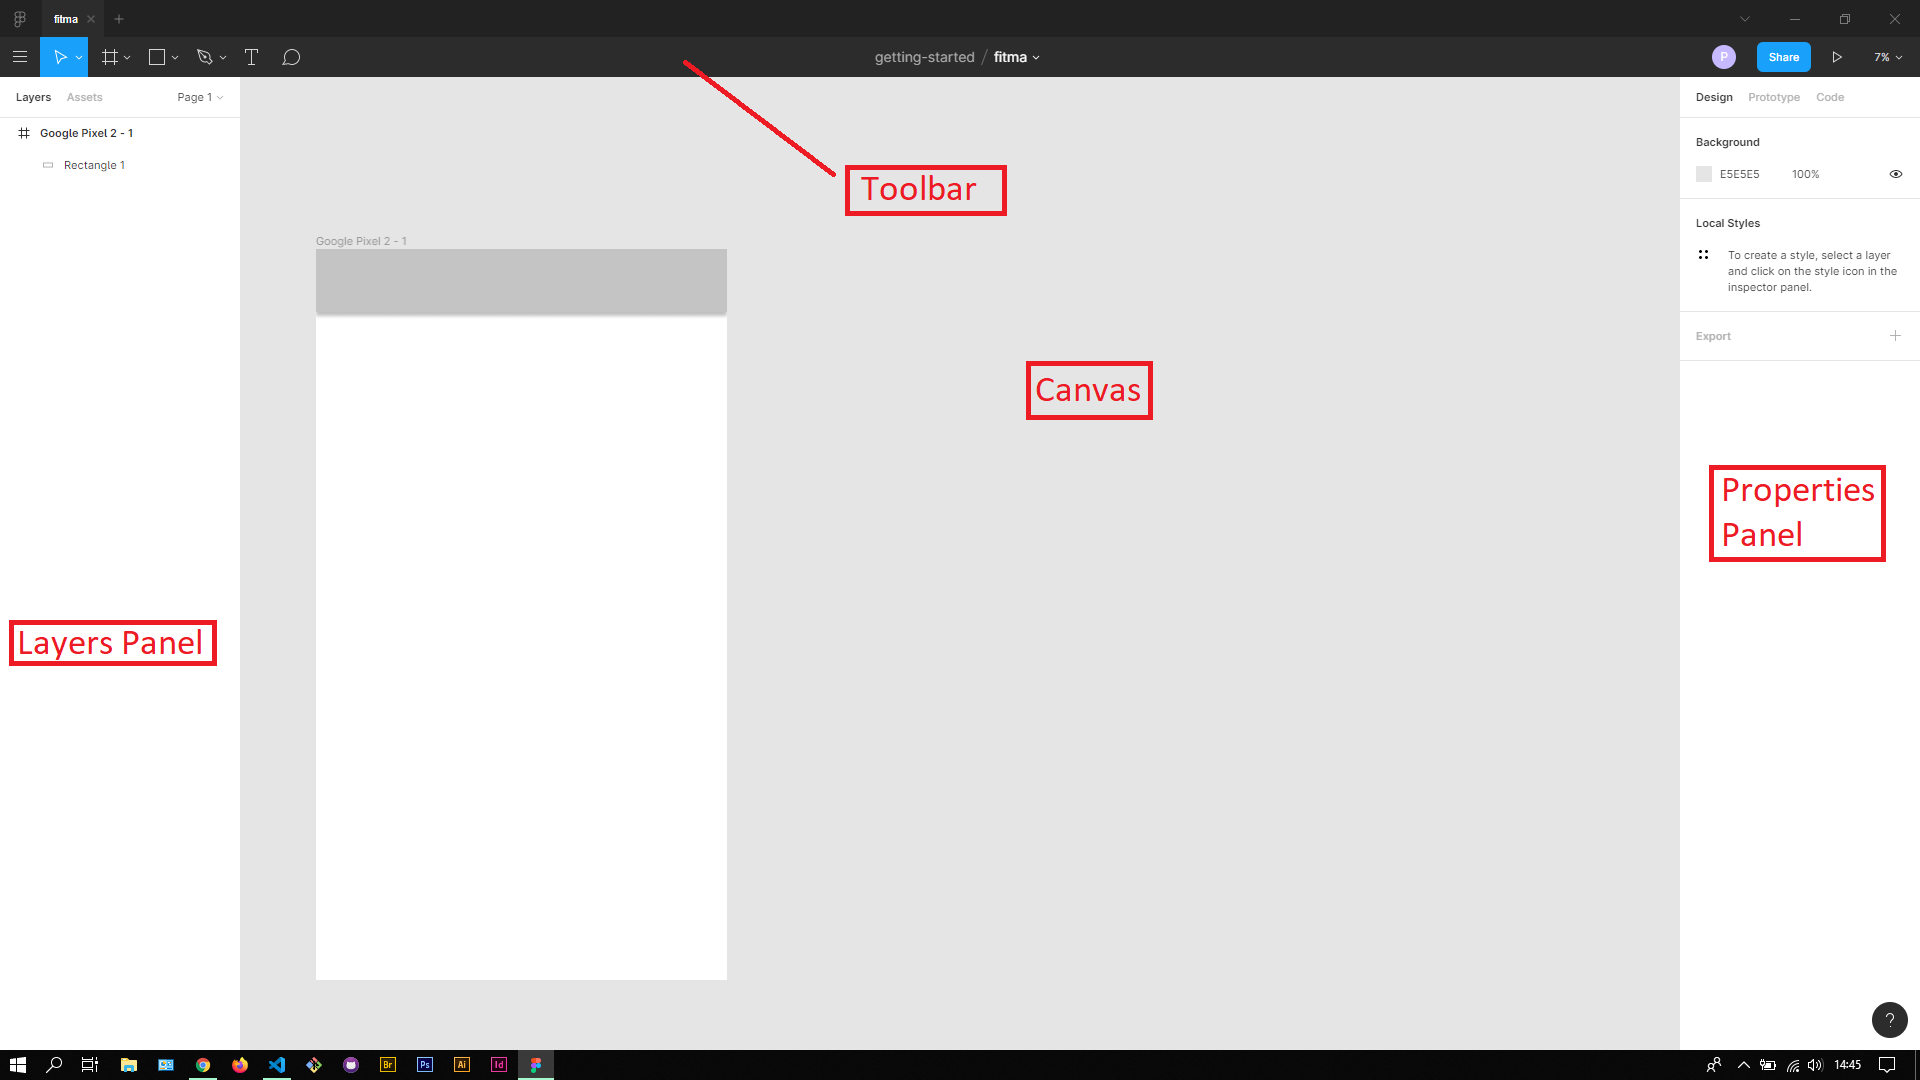 fitma
getting-started / fitma
P
Share
7%
Layers
Assets
Page 1
Design
Prototype
Code
Google Pixel 2 - 1
Rectangle 1
Background
E5E5E5
100%
Toolbar
Local Styles
To create a style, select a layer
and click on the style icon in the
inspector panel.
Google Pixel 2 - 1
Export
Canvas
Properties
Panel
Layers Panel
?
Br
Ps
Ai
Id
14:45